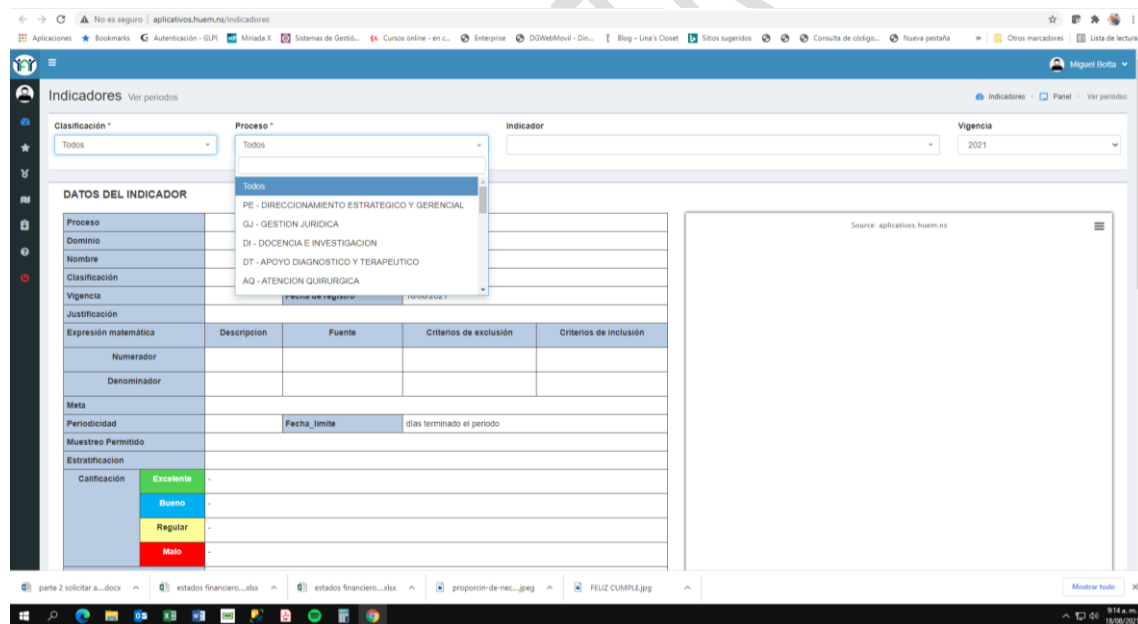 No es seguro | aplicativos.huem.ns/indicadores
Aplicaciones Bookmarks Autenticación - GLPI Miriada X Sistemas de Gestió... Cursos online - en c... Enterprise DGWebMovil - Din... Blog – Lina's Closet Sitios sugeridos Consulta de código... Nueva pestaña » Otros marcadores Lista de lectura
Miguel Botta
Indicadores Ver periodos
Indicadores Panel Ver periodos
Clasificación * Proceso * Indicador Vigencia
Todos Todos 2021
Todos
PE - DIRECCIONAMIENTO ESTRATEGICO Y GERENCIAL
GJ - GESTION JURIDICA
DI - DOCENCIA E INVESTIGACION
DT - APOYO DIAGNOSTICO Y TERAPEUTICO
AQ - ATENCION QUIRURGICA
DATOS DEL INDICADOR
Proceso
Dominio
Nombre
Clasificación
Vigencia Fecha de registro 18/08/2021
Justificación
Expresión matemática Descripcion Fuente Criterios de exclusión Criterios de inclusión
Numerador
Denominador
Meta
Periodicidad Fecha_limite días terminado el periodo
Muestreo Permitido
Estratificacion
Calificación Excelente -
Bueno -
Regular -
Malo -
Source: aplicativos.huem.ns
parte 2 solicitar a....docx estados financiero....xlsx estados financiero....xlsx proporcin-de-nec....jpeg FELIZ CUMPLE.jpg Mostrar todo
9:14 a. m.
18/08/2021